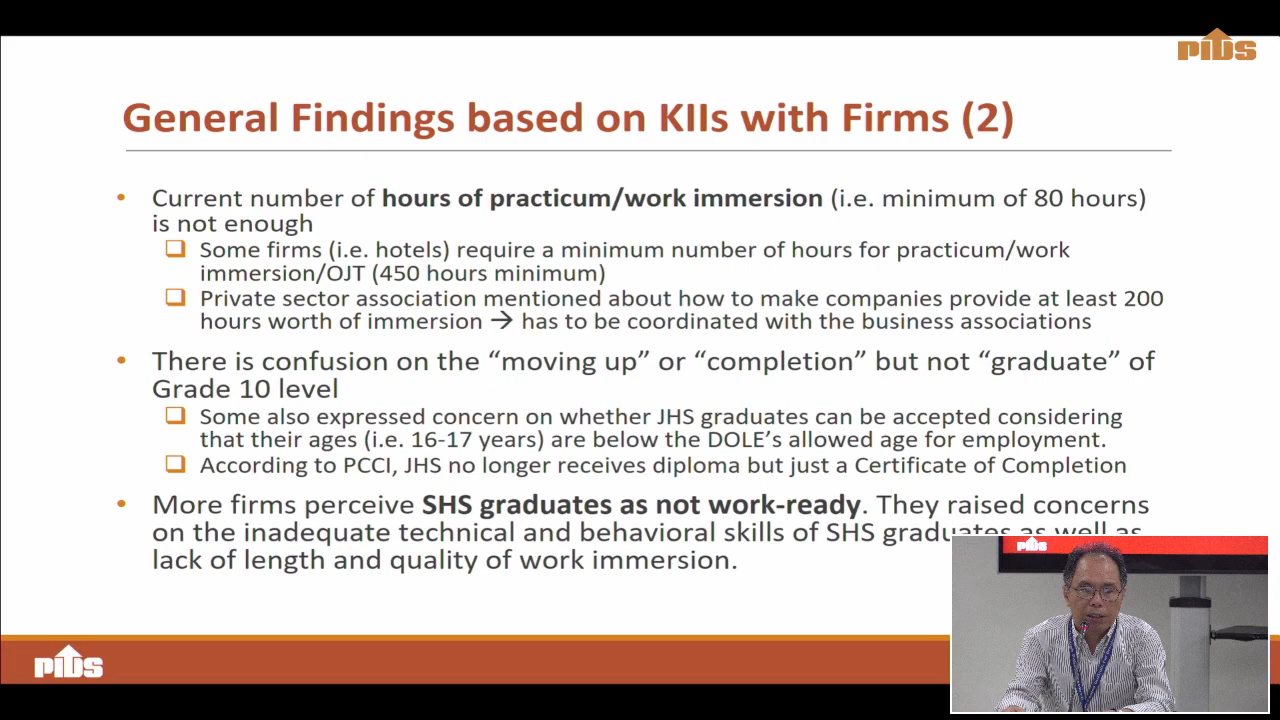 PIDS
General Findings based on KIIs with Firms (2)
• Current number of hours of practicum/work immersion (i.e. minimum of 80 hours)
is not enough
❑ Some firms (i.e. hotels) require a minimum number of hours for practicum/work
immersion/OJT (450 hours minimum)
❑ Private sector association mentioned about how to make companies provide at least 200
hours worth of immersion → has to be coordinated with the business associations
• There is confusion on the “moving up” or “completion” but not “graduate” of
Grade 10 level
❑ Some also expressed concern on whether JHS graduates can be accepted considering
that their ages (i.e. 16-17 years) are below the DOLE’s allowed age for employment.
❑ According to PCCI, JHS no longer receives diploma but just a Certificate of Completion
• More firms perceive SHS graduates as not work-ready. They raised concerns
on the inadequate technical and behavioral skills of SHS graduates as well as
lack of length and quality of work immersion.
PIDS
PIDS